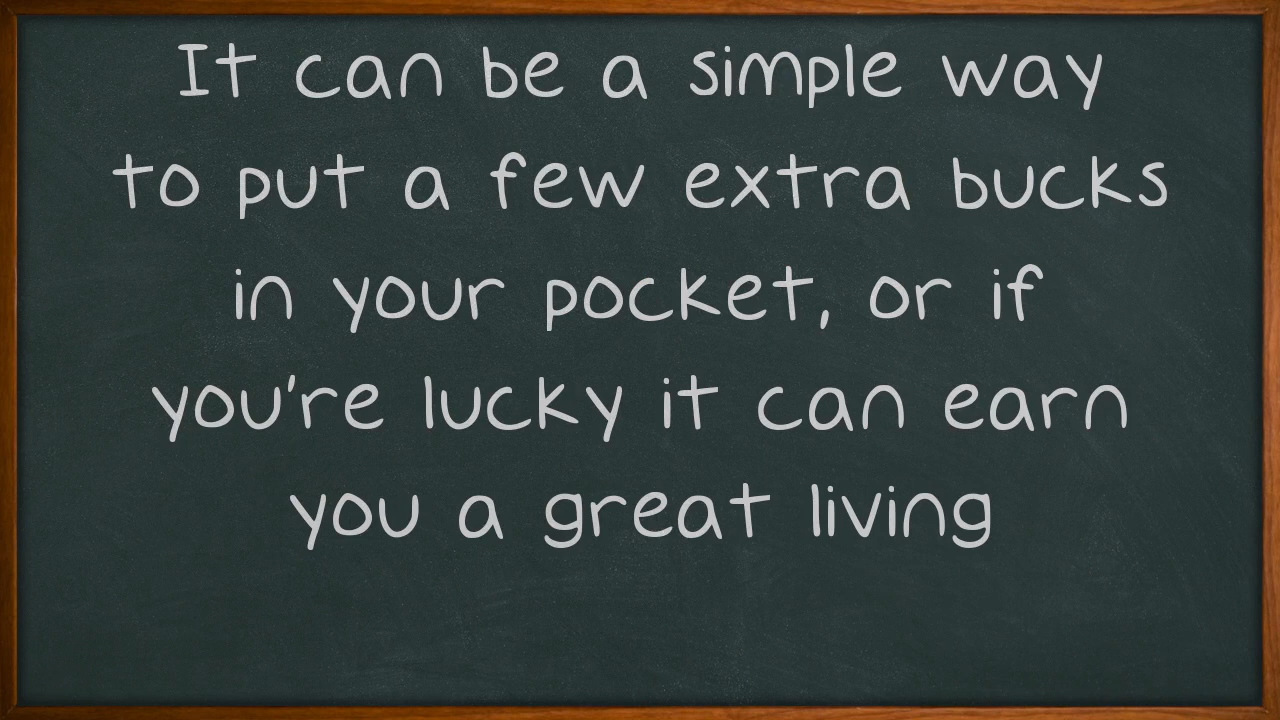 It can be a simple way
to put a few extra bucks
in your pocket, or if
you're lucky it can earn
you a great living